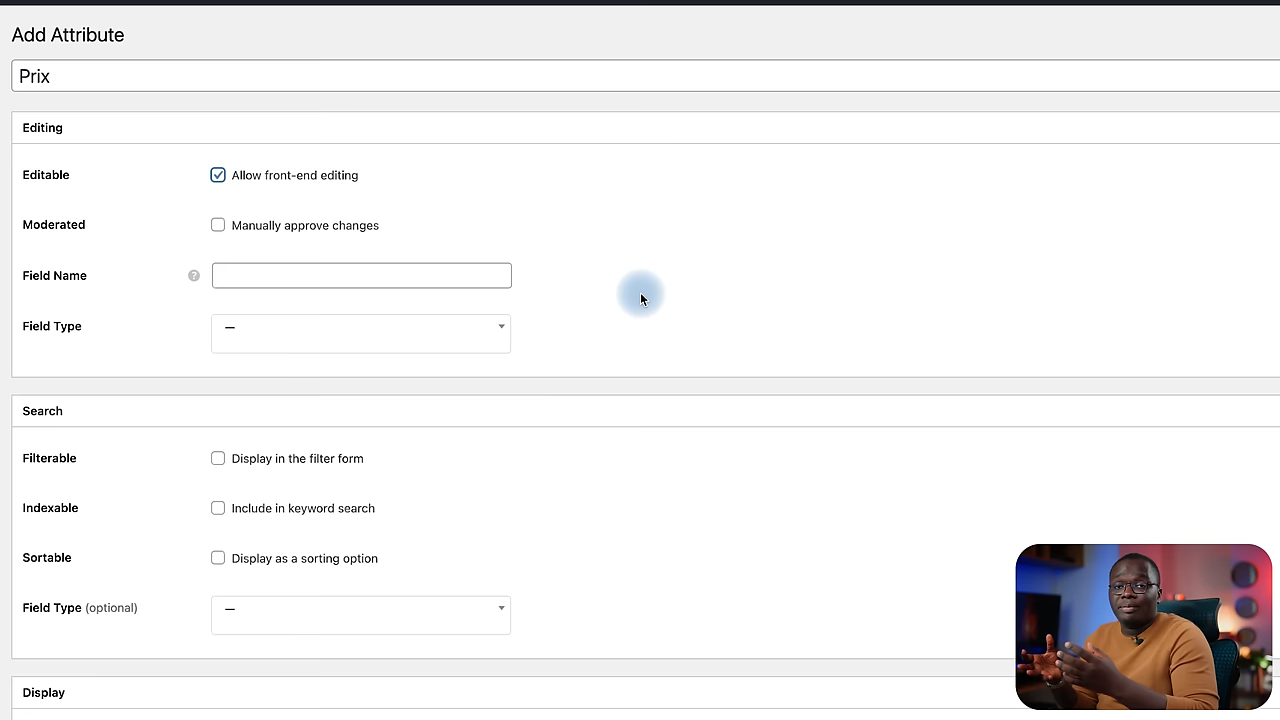 Add Attribute
Prix
Editing
Editable
Allow front-end editing
Moderated
Manually approve changes
Field Name
?
Field Type
—
Search
Filterable
Display in the filter form
Indexable
Include in keyword search
Sortable
Display as a sorting option
Field Type (optional)
—
Display